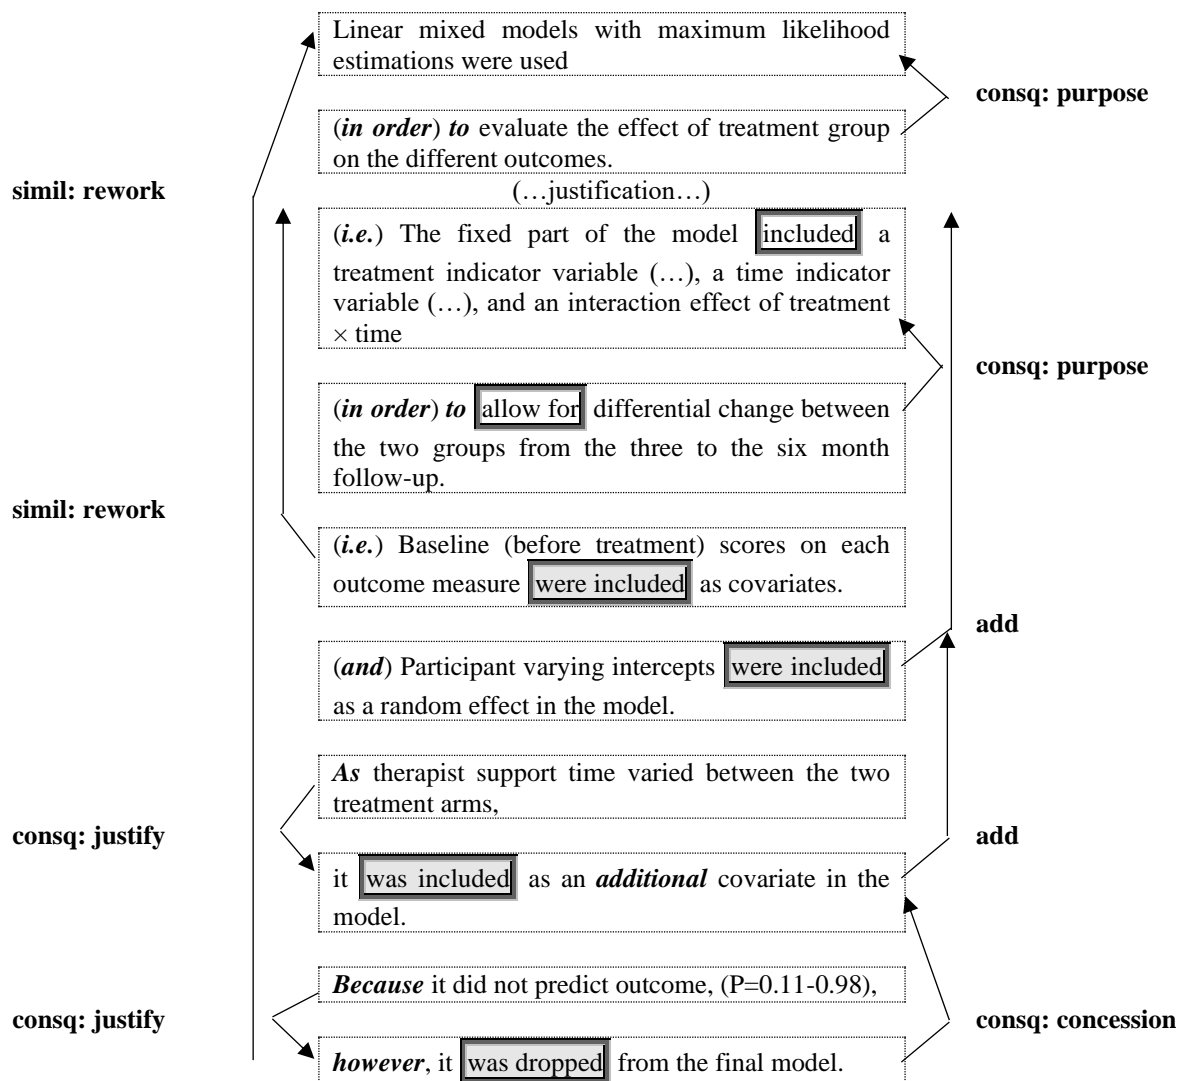 Linear mixed models with maximum likelihood
estimations were used
consq: purpose
(in order) to evaluate the effect of treatment group
on the different outcomes.
simil: rework
(…justification…)
(i.e.) The fixed part of the model included a
treatment indicator variable (…), a time indicator
variable (…), and an interaction effect of treatment
× time
consq: purpose
(in order) to allow for differential change between
the two groups from the three to the six month
follow-up.
simil: rework
(i.e.) Baseline (before treatment) scores on each
outcome measure were included as covariates.
add
(and) Participant varying intercepts were included
as a random effect in the model.
As therapist support time varied between the two
treatment arms,
consq: justify
add
it was included as an additional covariate in the
model.
Because it did not predict outcome, (P=0.11-0.98),
consq: justify
consq: concession
however, it was dropped from the final model.